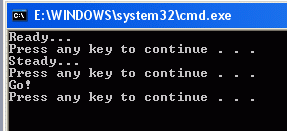 E:\WINDOWS\system32\cmd.exe
Ready...
Press any key to continue . . .
Steady...
Press any key to continue . . .
Go!
Press any key to continue . . .